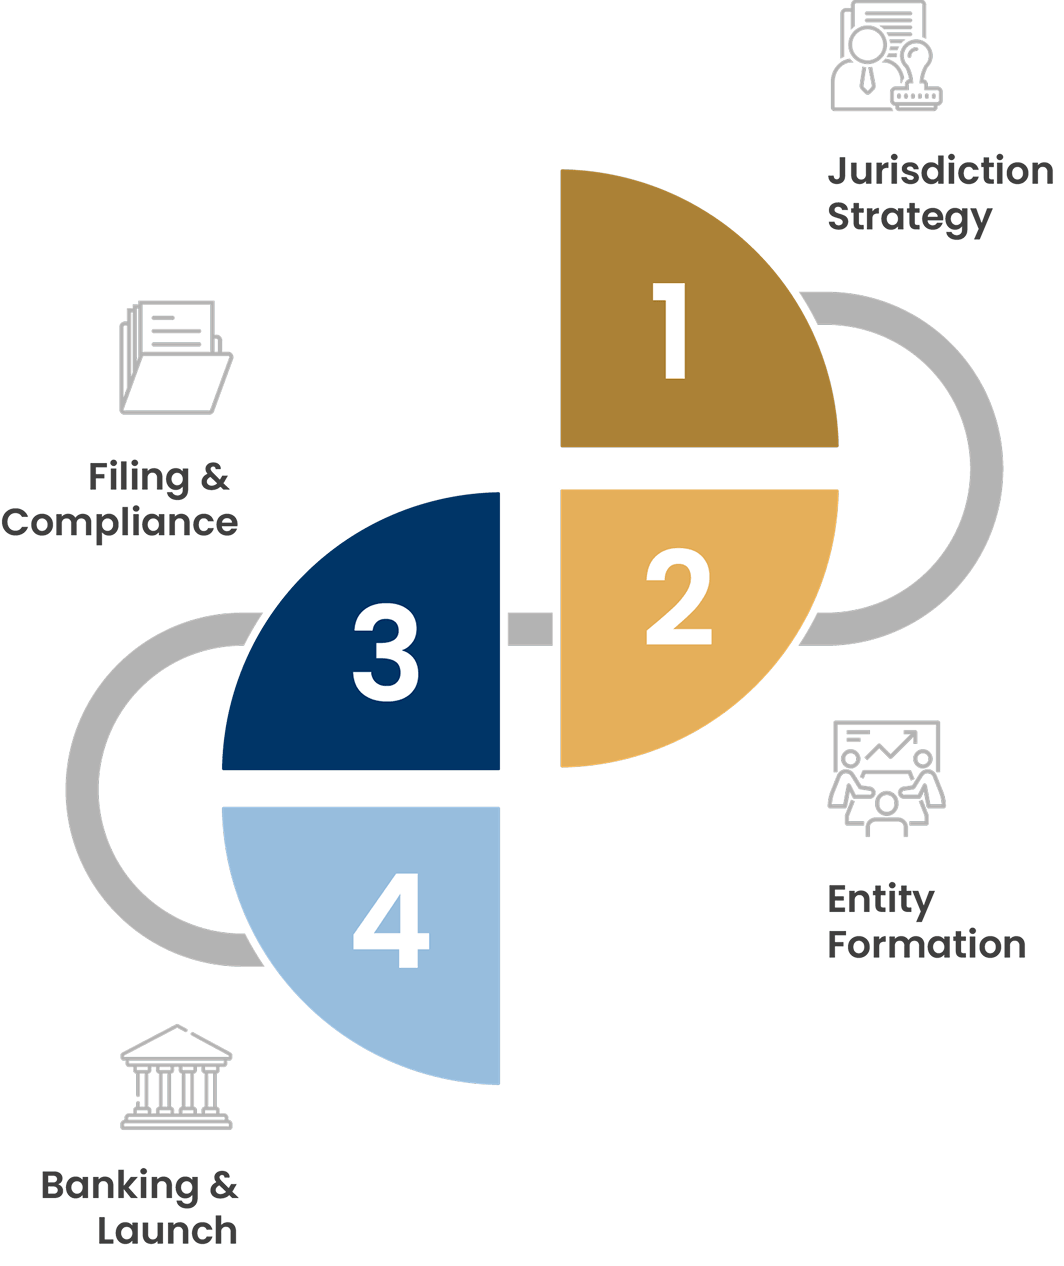 1
Jurisdiction
Strategy
2
Entity
Formation
3
Filing &
Compliance
4
Banking &
Launch